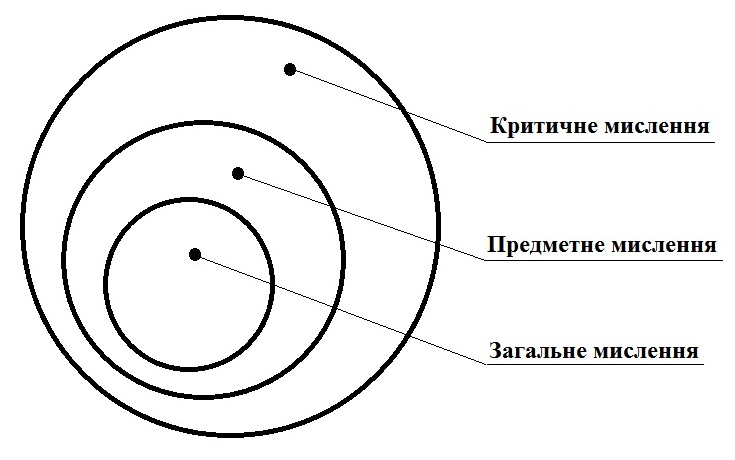 Критичне мислення
Предметне мислення
Загальне мислення